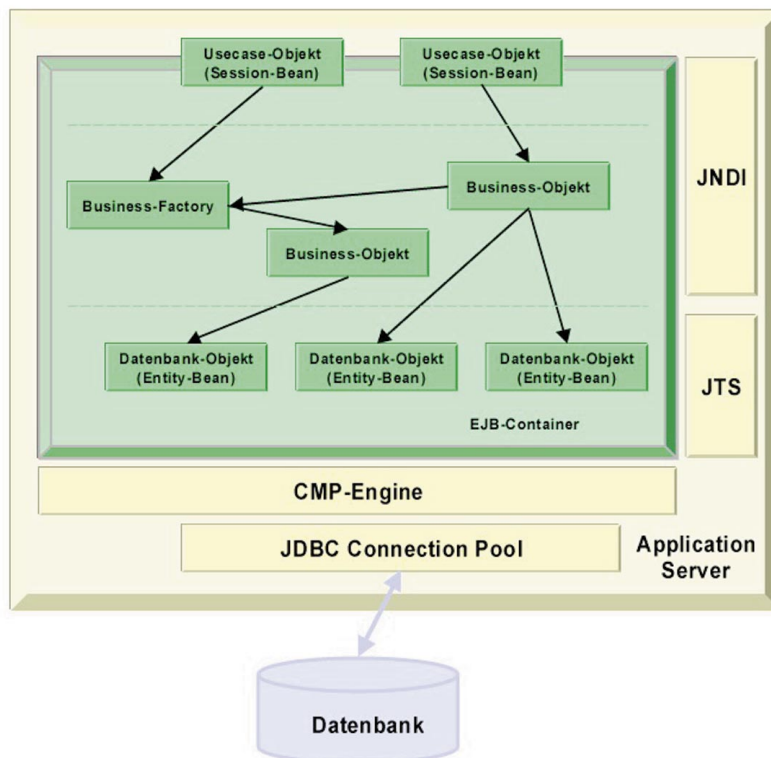 Usecase-Objekt
(Session-Bean)
Usecase-Objekt
(Session-Bean)
JNDI
Business-Objekt
Business-Factory
Business-Objekt
Datenbank-Objekt
(Entity-Bean)
Datenbank-Objekt
(Entity-Bean)
Datenbank-Objekt
(Entity-Bean)
JTS
EJB-Container
CMP-Engine
JDBC Connection Pool
Application
Server
Datenbank